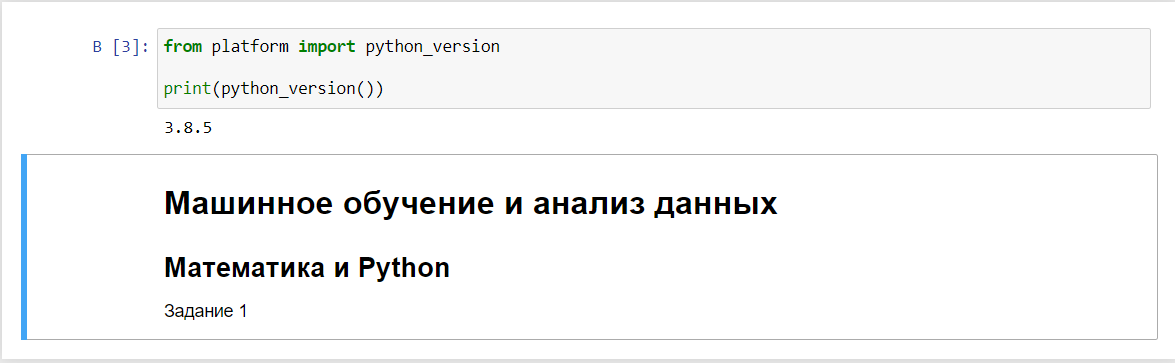 В [3]: from platform import python_version
print(python_version())
3.8.5
Машинное обучение и анализ данных
Математика и Python
Задание 1